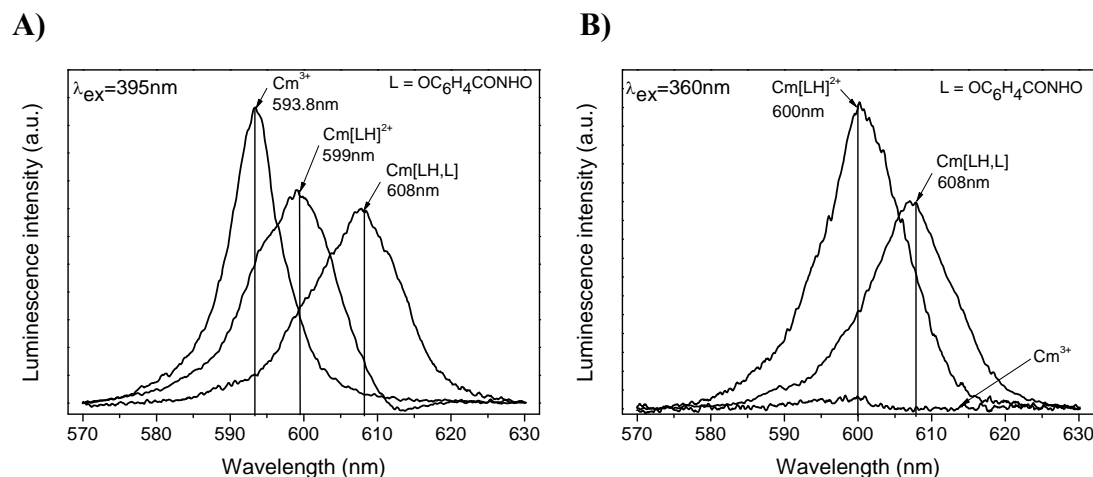 A)
B)
λex=395nm
L = OC₆H₄CONHO
Cm³⁺
593.8nm
Cm[LH]²⁺
599nm
Cm[LH,L]
608nm
Luminescence intensity (a.u.)
570 580 590 600 610 620 630
Wavelength (nm)
λex=360nm
L = OC₆H₄CONHO
Cm[LH]²⁺
600nm
Cm[LH,L]
608nm
Cm³⁺
Luminescence intensity (a.u.)
570 580 590 600 610 620 630
Wavelength (nm)